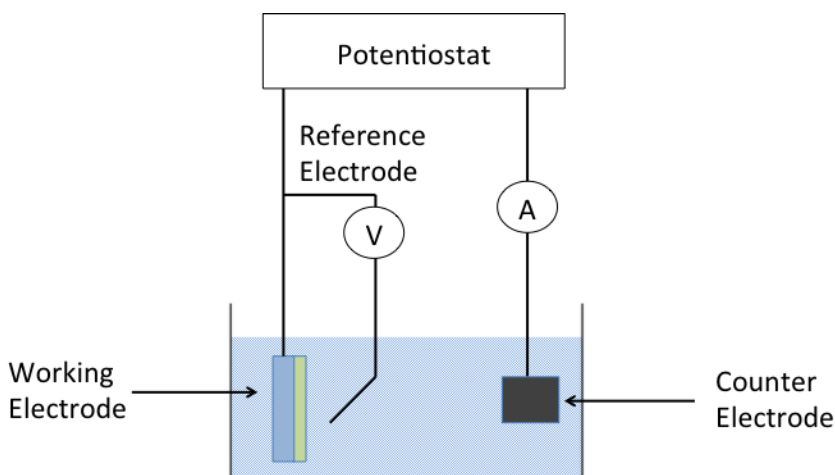 Potentiostat
Reference
Electrode
A
V
Working
Electrode
Counter
Electrode